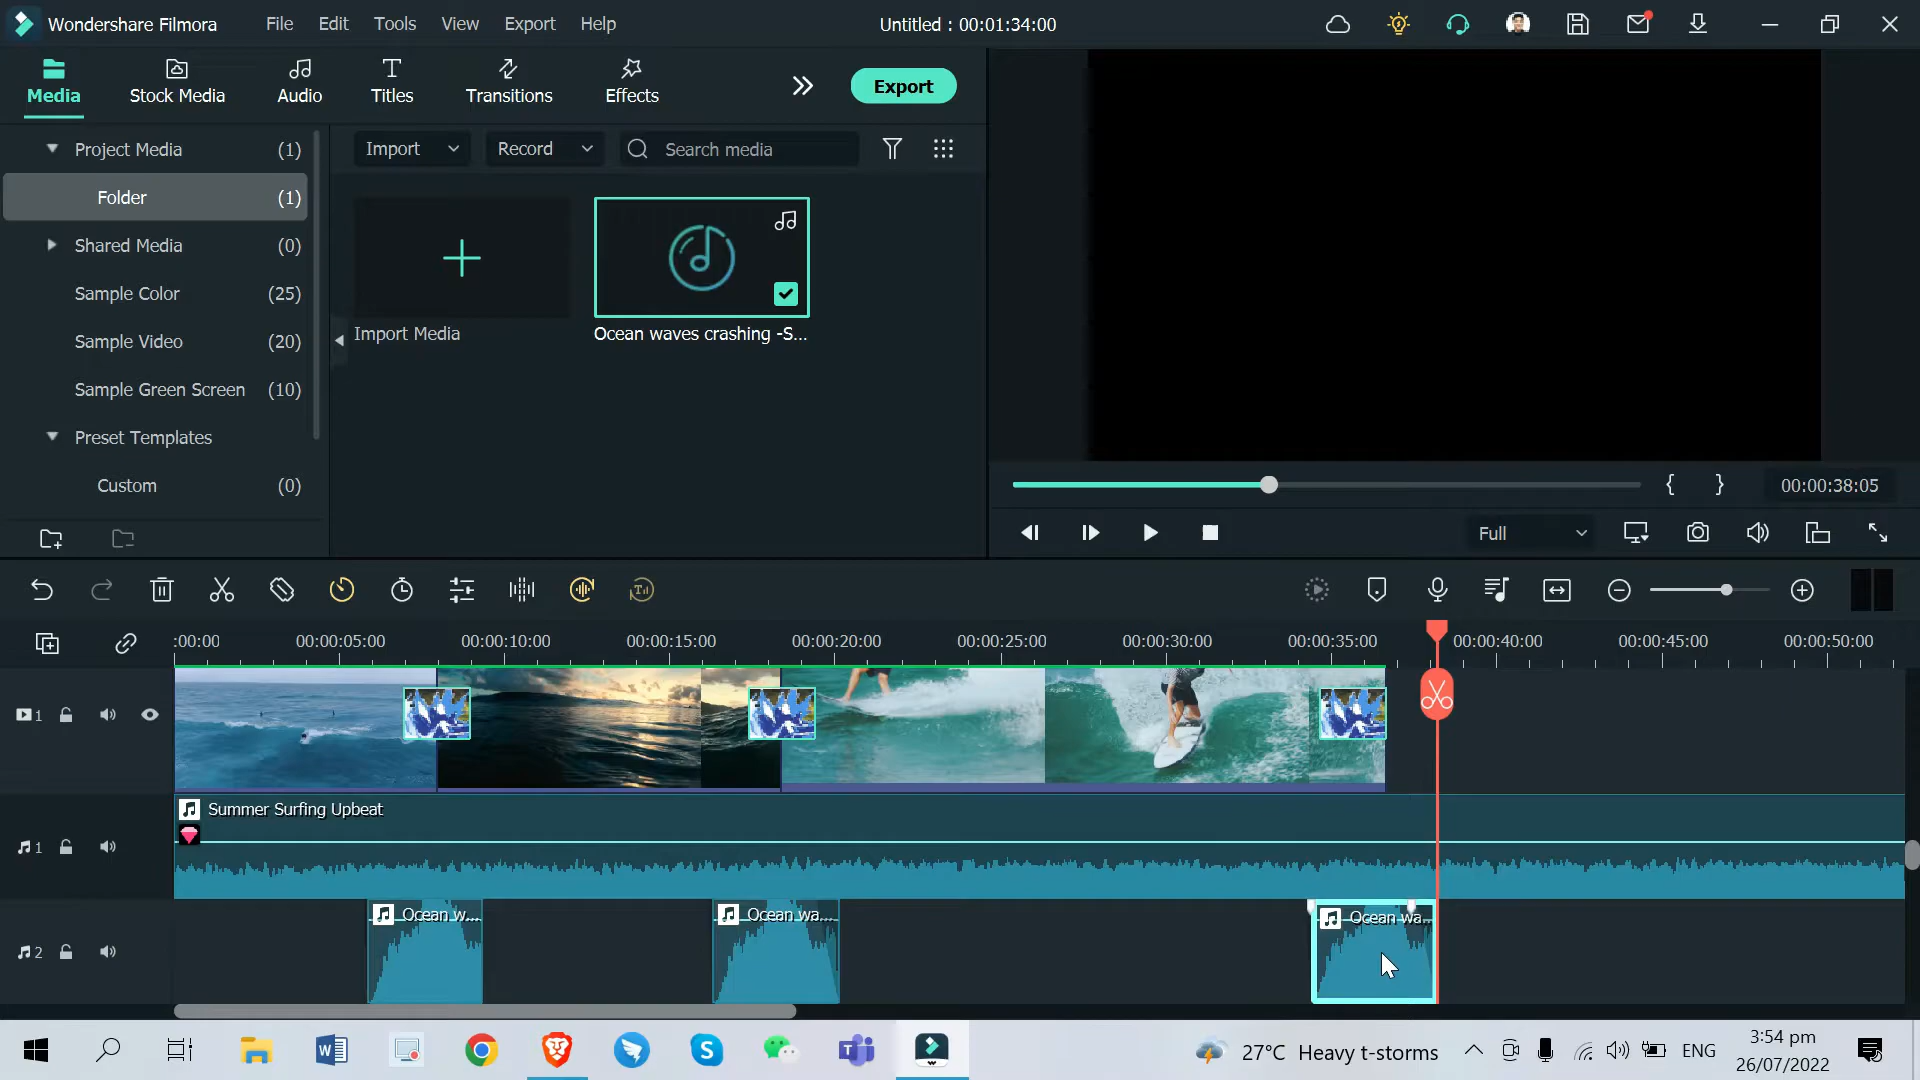 Wondershare Filmora
File Edit Tools View Export Help
Untitled : 00:01:34:00
Media
Stock Media
Audio
Titles
Transitions
Effects
Export
Project Media (1)
Folder (1)
Shared Media (0)
Sample Color (25)
Sample Video (20)
Sample Green Screen (10)
Preset Templates
Custom (0)
Import
Record
Search media
Import Media
Ocean waves crashing -S...
{ }
00:00:38:05
Full
:00:00 00:00:05:00 00:00:10:00 00:00:15:00 00:00:20:00 00:00:25:00 00:00:30:00 00:00:35:00 00:00:40:00 00:00:45:00 00:00:50:00
1
Summer Surfing Upbeat
1
Ocean w...
Ocean wa...
Ocean wa...
2
27°C Heavy t-storms
ENG
3:54 pm
26/07/2022